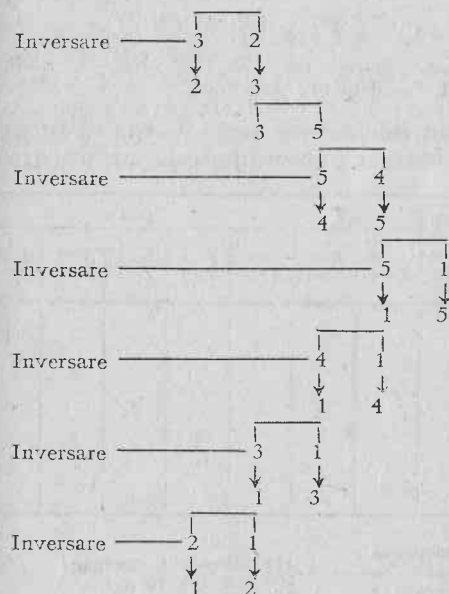 Inversare 3 2
2 3
3 5
Inversare 5 4
4 5
Inversare 5 1
1 5
Inversare 4 1
1 4
Inversare 3 1
1 3
Inversare 2 1
1 2